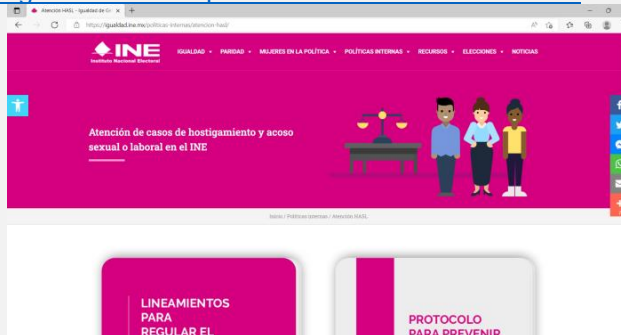 Atención HASL - Igualdad de Gé
https://igualdad.ine.mx/politicas-internas/atencion-hasl/
INE
Instituto Nacional Electoral
IGUALDAD
PARIDAD
MUJERES EN LA POLÍTICA
POLÍTICAS INTERNAS
RECURSOS
ELECCIONES
NOTICIAS
Atención de casos de hostigamiento y acoso
sexual o laboral en el INE
Inicio / Políticas Internas / Atención HASL
LINEAMIENTOS
PARA
REGULAR EL
PROTOCOLO
PARA PREVENIR